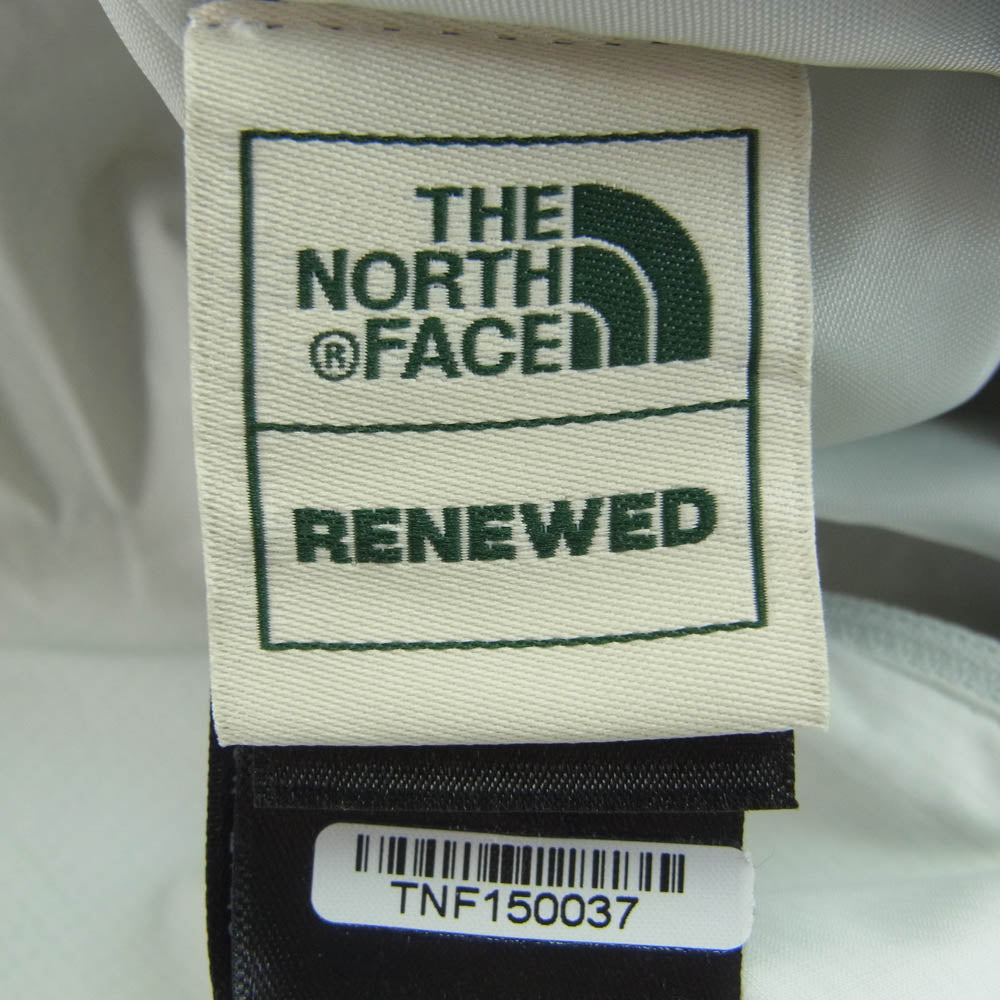 THE
NORTH
®FACE
RENEWED
TNF150037